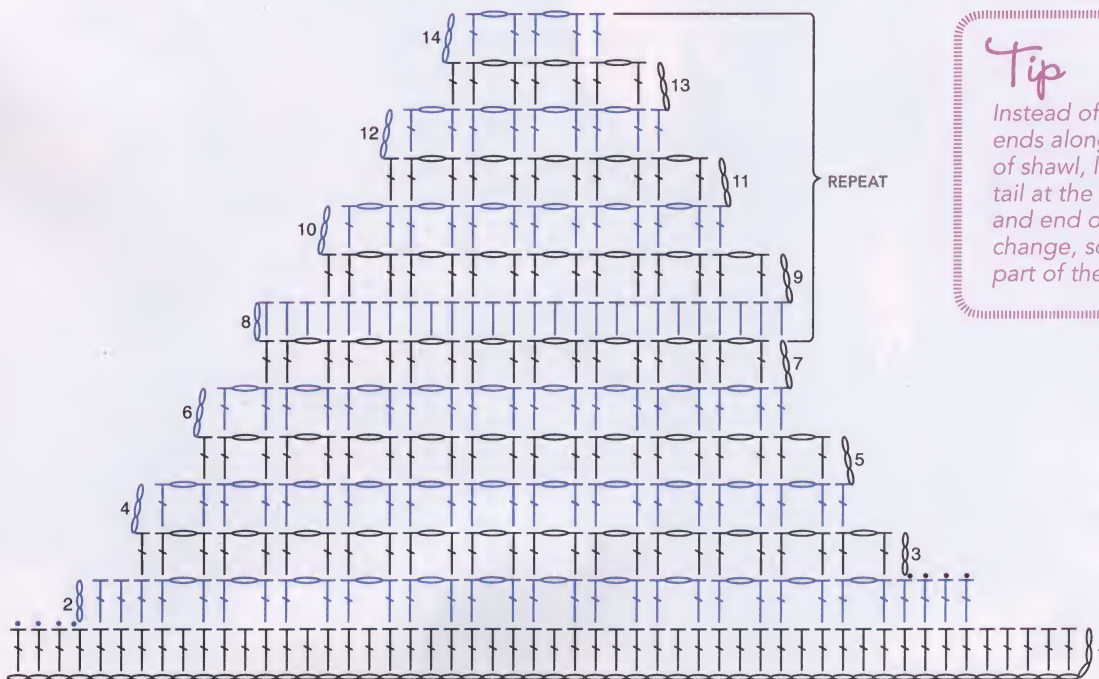 14
13
12
11
REPEAT
10
9
8
7
6
5
4
3
2
Tip
Instead of
ends along
of shawl, l
tail at the
and end o
change, so
part of the